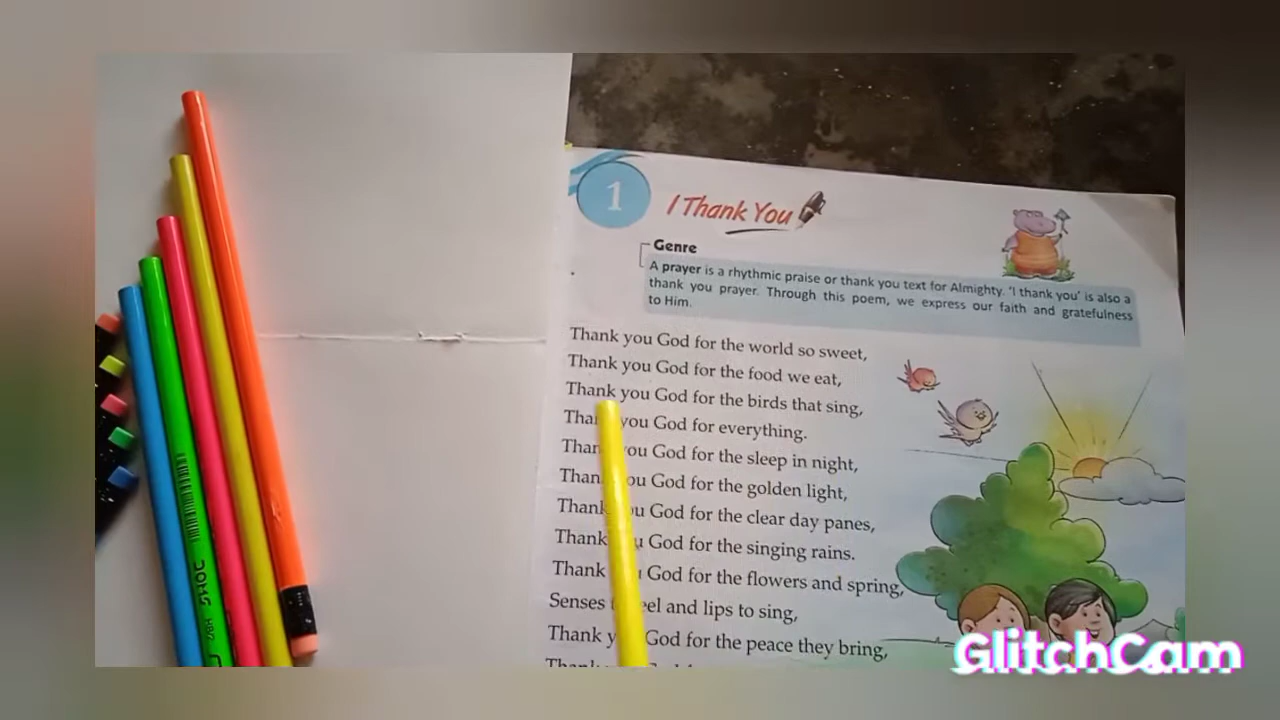 1
I Thank You
Genre
A prayer is a rhythmic praise or thank you text for Almighty. 'I thank you' is also a
thank you prayer. Through this poem, we express our faith and gratefulness
to Him.
Thank you God for the world so sweet,
Thank you God for the food we eat,
Thank you God for the birds that sing,
Thank you God for everything.
Thank you God for the sleep in night,
Thank you God for the golden light,
Thank you God for the clear day panes,
Thank you God for the singing rains.
Thank you God for the flowers and spring,
Senses to feel and lips to sing,
Thank you God for the peace they bring,
Thank
GlitchCam
DOMS